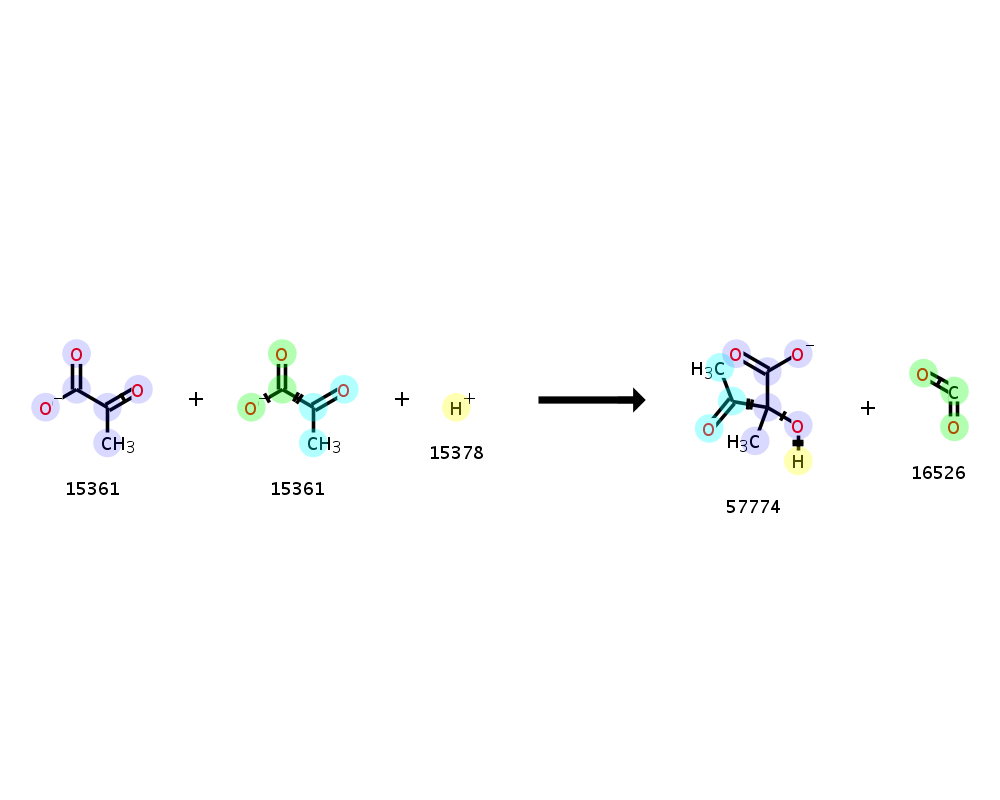 O O
O⁻ CH₃
15361
+
O O
O⁻ CH₃
15361
+
H⁺
15378
H₃C O O⁻
O H₃C O
H
57774
+
O C
O
16526